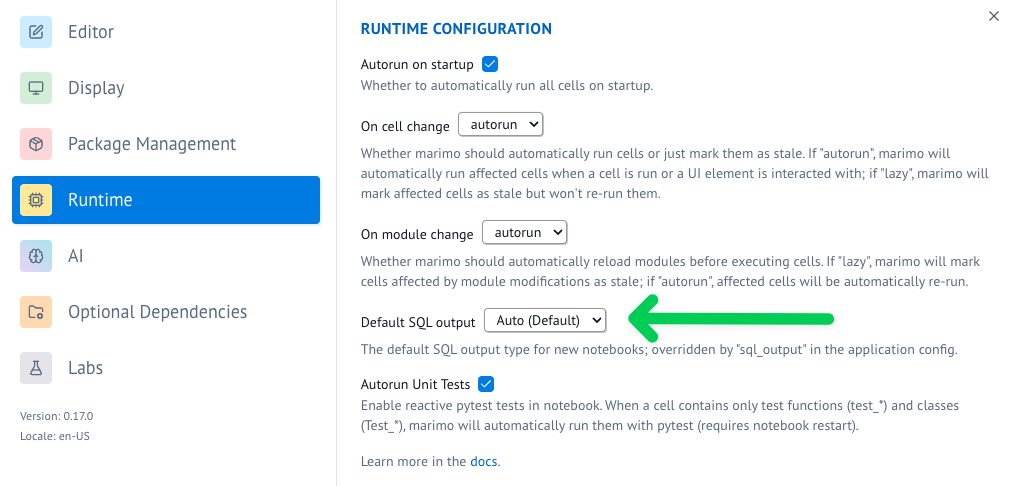 Editor
Display
Package Management
Runtime
AI
Optional Dependencies
Labs
Version: 0.17.0
Locale: en-US
RUNTIME CONFIGURATION
Autorun on startup
Whether to automatically run all cells on startup.
On cell change autorun
Whether marimo should automatically run cells or just mark them as stale. If "autorun", marimo will
automatically run affected cells when a cell is run or a UI element is interacted with; if "lazy", marimo will
mark affected cells as stale but won't re-run them.
On module change autorun
Whether marimo should automatically reload modules before executing cells. If "lazy", marimo will mark
cells affected by module modifications as stale; if "autorun", affected cells will be automatically re-run.
Default SQL output Auto (Default)
The default SQL output type for new notebooks; overridden by "sql_output" in the application config.
Autorun Unit Tests
Enable reactive pytest tests in notebook. When a cell contains only test functions (test_*) and classes
(Test_*), marimo will automatically run them with pytest (requires notebook restart).
Learn more in the docs.